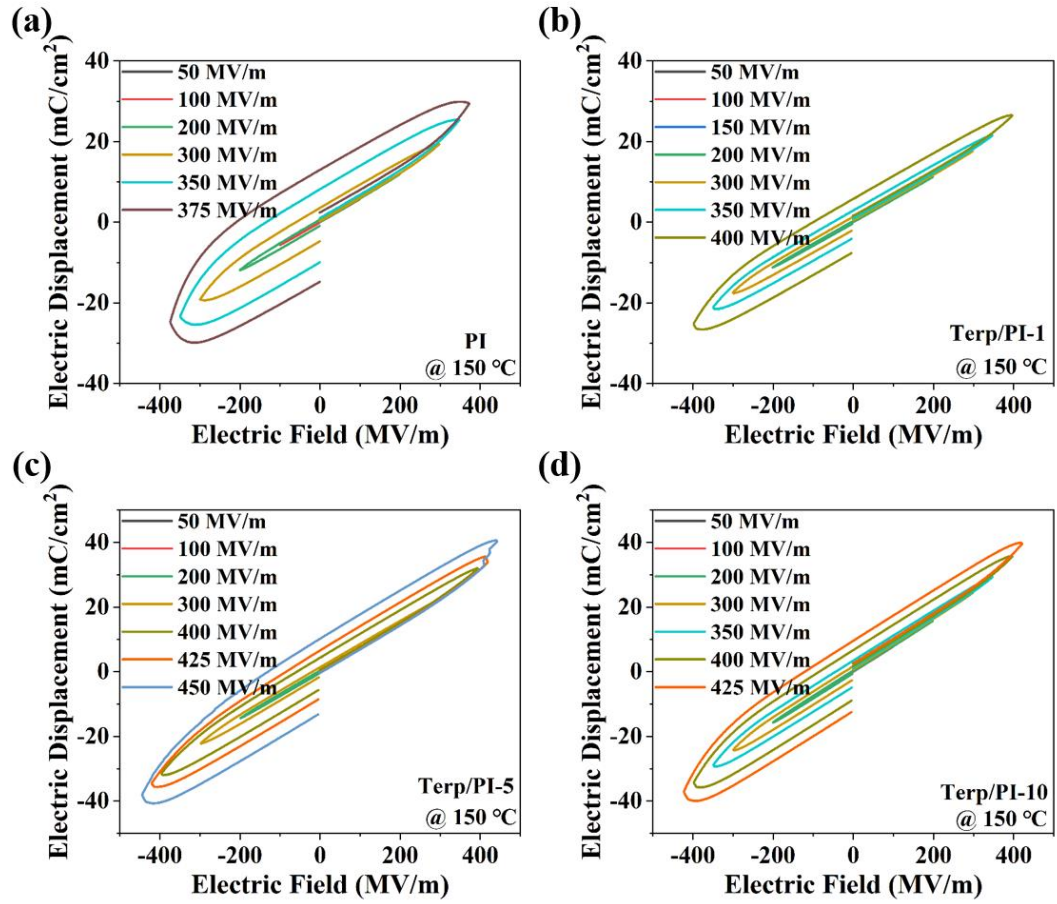 (a)
40
20
0
-20
-40
Electric Displacement (mC/cm²)
50 MV/m
100 MV/m
200 MV/m
300 MV/m
350 MV/m
375 MV/m
PI
@ 150 °C
-400 -200 0 200 400
Electric Field (MV/m)
(b)
40
20
0
-20
-40
Electric Displacement (mC/cm²)
50 MV/m
100 MV/m
150 MV/m
200 MV/m
300 MV/m
350 MV/m
400 MV/m
Terp/PI-1
@ 150 °C
-400 -200 0 200 400
Electric Field (MV/m)
(c)
40
20
0
-20
-40
Electric Displacement (mC/cm²)
50 MV/m
100 MV/m
200 MV/m
300 MV/m
400 MV/m
425 MV/m
450 MV/m
Terp/PI-5
@ 150 °C
-400 -200 0 200 400
Electric Field (MV/m)
(d)
40
20
0
-20
-40
Electric Displacement (mC/cm²)
50 MV/m
100 MV/m
200 MV/m
300 MV/m
350 MV/m
400 MV/m
425 MV/m
Terp/PI-10
@ 150 °C
-400 -200 0 200 400
Electric Field (MV/m)